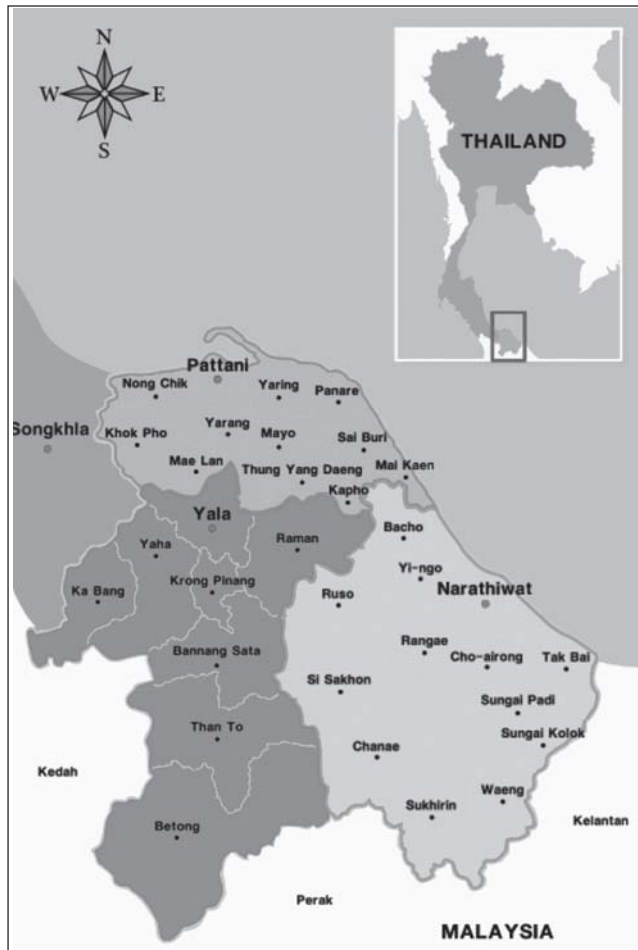 N
W E
S
THAILAND
Pattani
Nong Chik
Yaring
Panare
Songkhla
Khok Pho
Yarang
Mayo
Sai Buri
Mae Lan
Thung Yang Daeng
Mai Kaen
Kapho
Yala
Raman
Bacho
Yaha
Yi-ngo
Ka Bang
Krong Pinang
Ruso
Narathiwat
Bannang Sata
Rangae
Cho-airong
Tak Bai
Si Sakhon
Sungai Padi
Than To
Sungai Kolok
Chanae
Kedah
Waeng
Sukhirin
Kelantan
Betong
Perak
MALAYSIA